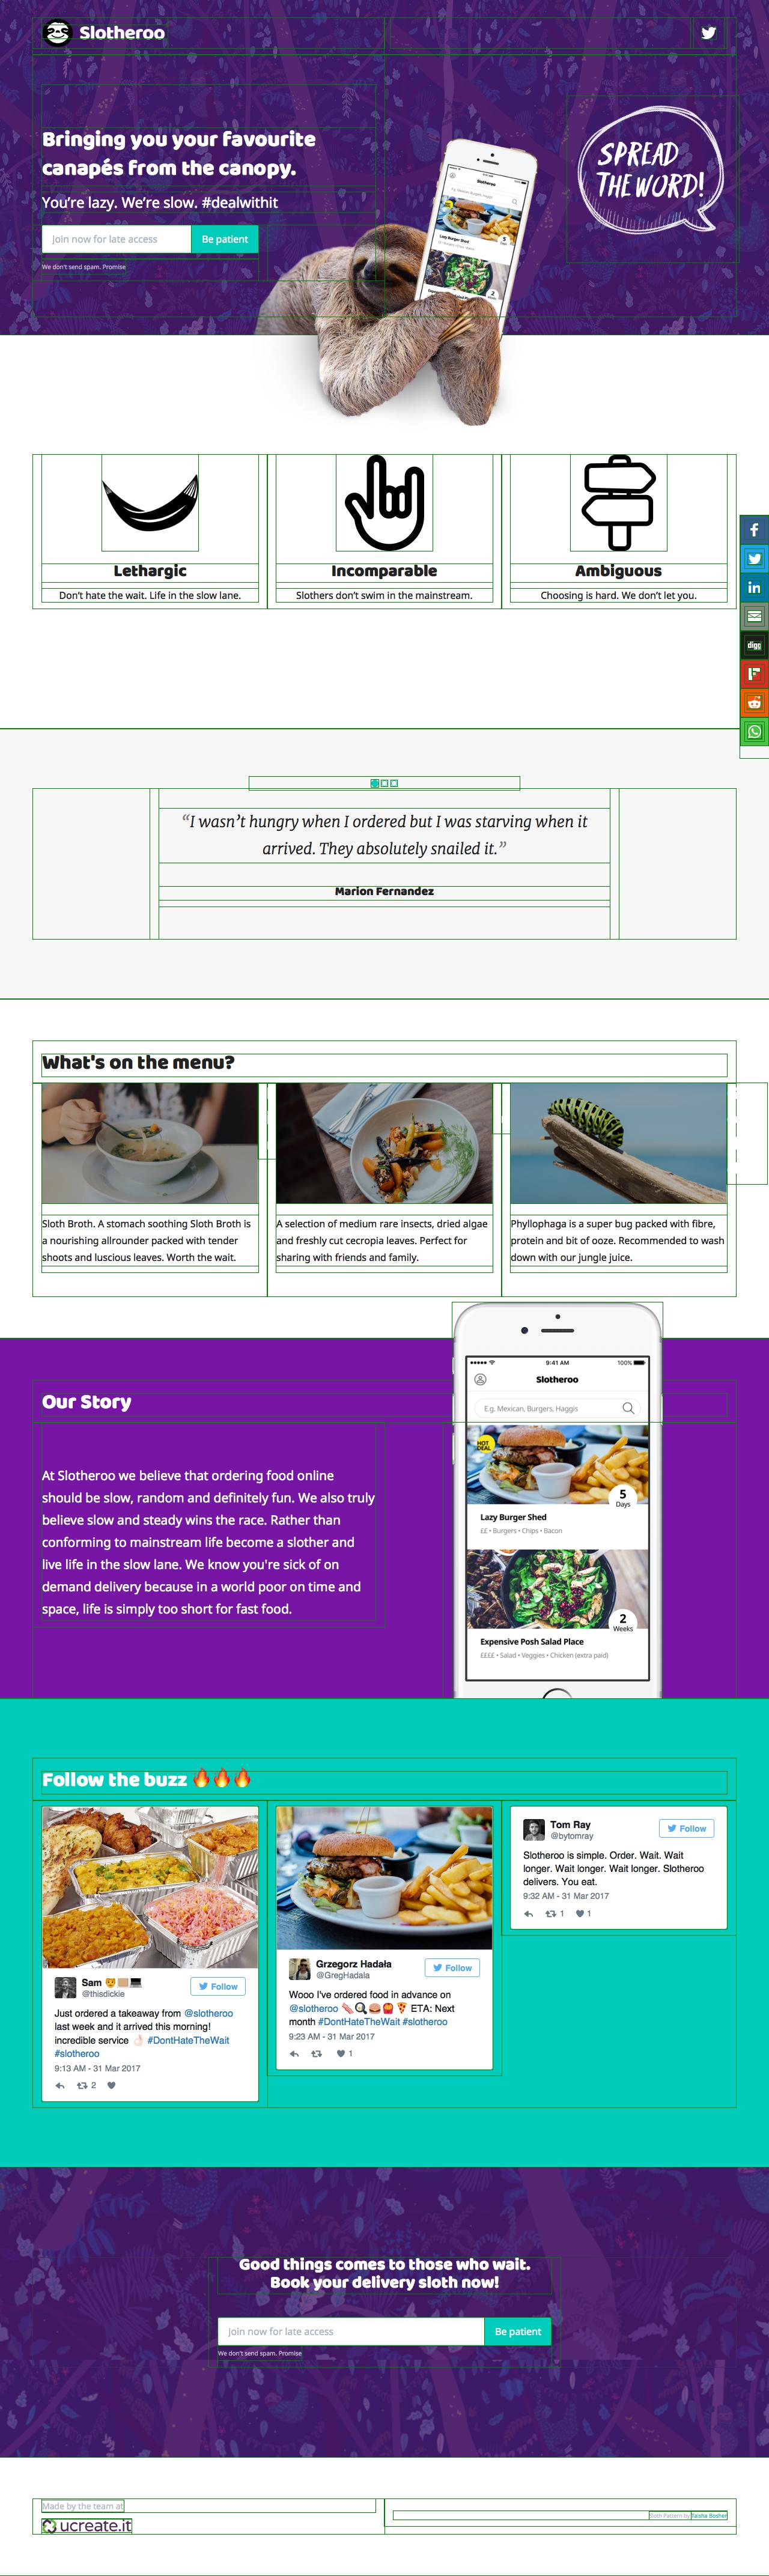 Slotheroo
Bringing you your favourite
canapés from the canopy.
You're lazy. We're slow. #dealwithit
Join now for late access
Be patient
We don't send spam. Promise
Slotheroo
Lazy Burger Shed
5
2
SPREAD
THE WORD!
Lethargic
Don't hate the wait. Life in the slow lane.
Incomparable
Slothers don't swim in the mainstream.
Ambiguous
Choosing is hard. We don't let you.
in
digg
“I wasn't hungry when I ordered but I was starving when it
arrived. They absolutely snailed it.”
Marion Fernandez
What's on the menu?
Sloth Broth. A stomach soothing Sloth Broth is
a nourishing allrounder packed with tender
shoots and luscious leaves. Worth the wait.
A selection of medium rare insects, dried algae
and freshly cut cecropia leaves. Perfect for
sharing with friends and family.
Phyllophaga is a super bug packed with fibre,
protein and bit of ooze. Recommended to wash
down with our jungle juice.
Our Story
At Slotheroo we believe that ordering food online
should be slow, random and definitely fun. We also truly
believe slow and steady wins the race. Rather than
conforming to mainstream life become a slother and
live life in the slow lane. We know you're sick of on
demand delivery because in a world poor on time and
space, life is simply too short for fast food.
9:41 AM
100%
Slotheroo
E.g. Mexican, Burgers, Haggis
HOT
DEAL
5
Days
Lazy Burger Shed
££ • Burgers • Chips • Bacon
2
Weeks
Expensive Posh Salad Place
££££ • Salad • Veggies • Chicken (extra paid)
Follow the buzz 🔥🔥🔥
Sam
@thisdickie
Follow
Just ordered a takeaway from @slotheroo
last week and it arrived this morning!
incredible service 👌🏻 #DontHateTheWait
#slotheroo
9:13 AM - 31 Mar 2017
2
Grzegorz Hadała
@GregHadala
Follow
Wooo I've ordered food in advance on
@slotheroo 🌭🍳🍔🍟🍕 ETA: Next
month #DontHateTheWait #slotheroo
9:23 AM - 31 Mar 2017
1
Tom Ray
@bytomray
Follow
Slotheroo is simple. Order. Wait. Wait
longer. Wait longer. Wait longer. Slotheroo
delivers. You eat.
9:32 AM - 31 Mar 2017
1 1
Good things comes to those who wait.
Book your delivery sloth now!
Join now for late access
Be patient
We don't send spam. Promise
Made by the team at
ucreate.it
Sloth Pattern by Taisha Bosher